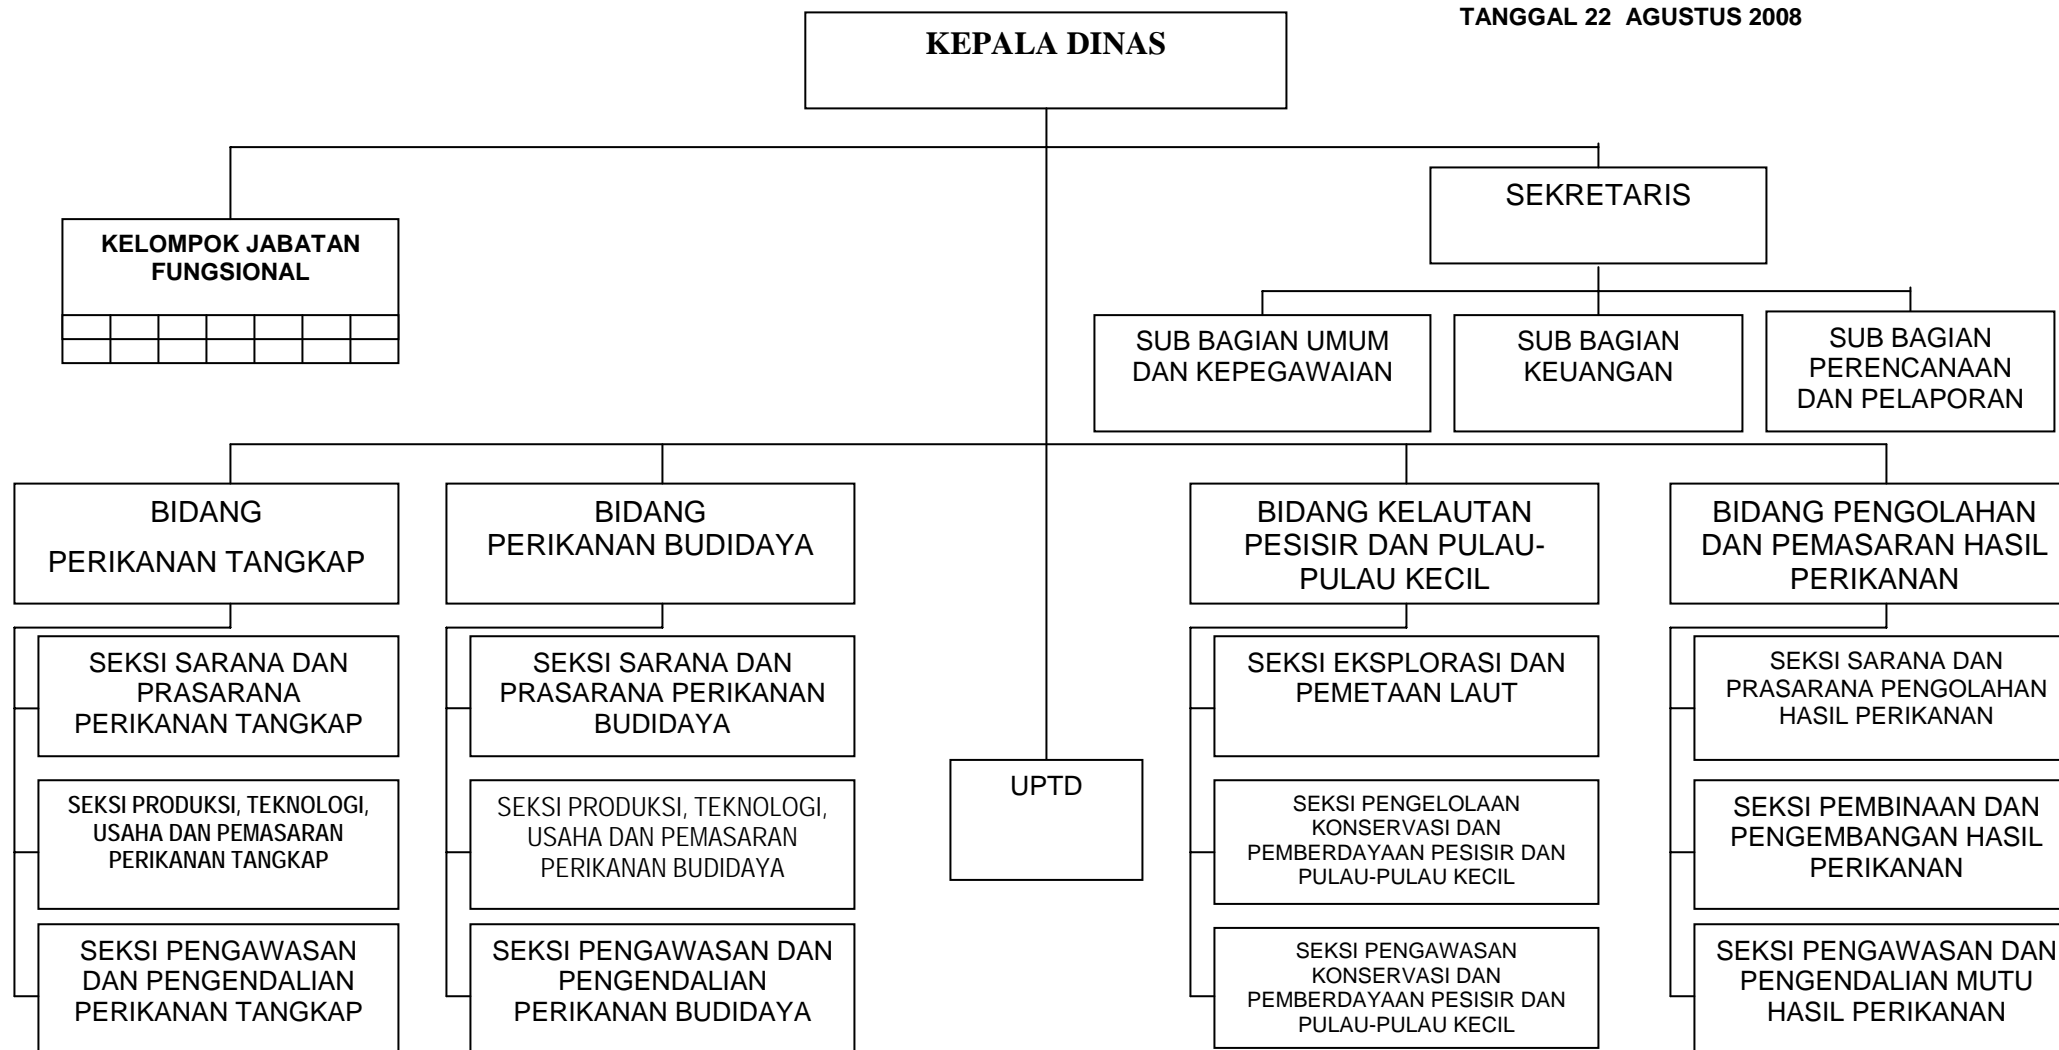 TANGGAL 22  AGUSTUS 2008
KEPALA DINAS
SEKRETARIS
KELOMPOK JABATAN
FUNGSIONAL
SUB BAGIAN UMUM
DAN KEPEGAWAIAN
SUB BAGIAN
KEUANGAN
SUB BAGIAN
PERENCANAAN
DAN PELAPORAN
BIDANG
PERIKANAN TANGKAP
BIDANG
PERIKANAN BUDIDAYA
BIDANG KELAUTAN
PESISIR DAN PULAU-
PULAU KECIL
BIDANG PENGOLAHAN
DAN PEMASARAN HASIL
PERIKANAN
SEKSI SARANA DAN
PRASARANA
PERIKANAN TANGKAP
SEKSI SARANA DAN
PRASARANA PERIKANAN
BUDIDAYA
SEKSI EKSPLORASI DAN
PEMETAAN LAUT
SEKSI SARANA DAN
PRASARANA PENGOLAHAN
HASIL PERIKANAN
UPTD
SEKSI PRODUKSI, TEKNOLOGI,
USAHA DAN PEMASARAN
PERIKANAN TANGKAP
SEKSI PRODUKSI, TEKNOLOGI,
USAHA DAN PEMASARAN
PERIKANAN BUDIDAYA
SEKSI PENGELOLAAN
KONSERVASI DAN
PEMBERDAYAAN PESISIR DAN
PULAU-PULAU KECIL
SEKSI PEMBINAAN DAN
PENGEMBANGAN HASIL
PERIKANAN
SEKSI PENGAWASAN
DAN PENGENDALIAN
PERIKANAN TANGKAP
SEKSI PENGAWASAN DAN
PENGENDALIAN
PERIKANAN BUDIDAYA
SEKSI PENGAWASAN
KONSERVASI DAN
PEMBERDAYAAN PESISIR DAN
PULAU-PULAU KECIL
SEKSI PENGAWASAN DAN
PENGENDALIAN MUTU
HASIL PERIKANAN